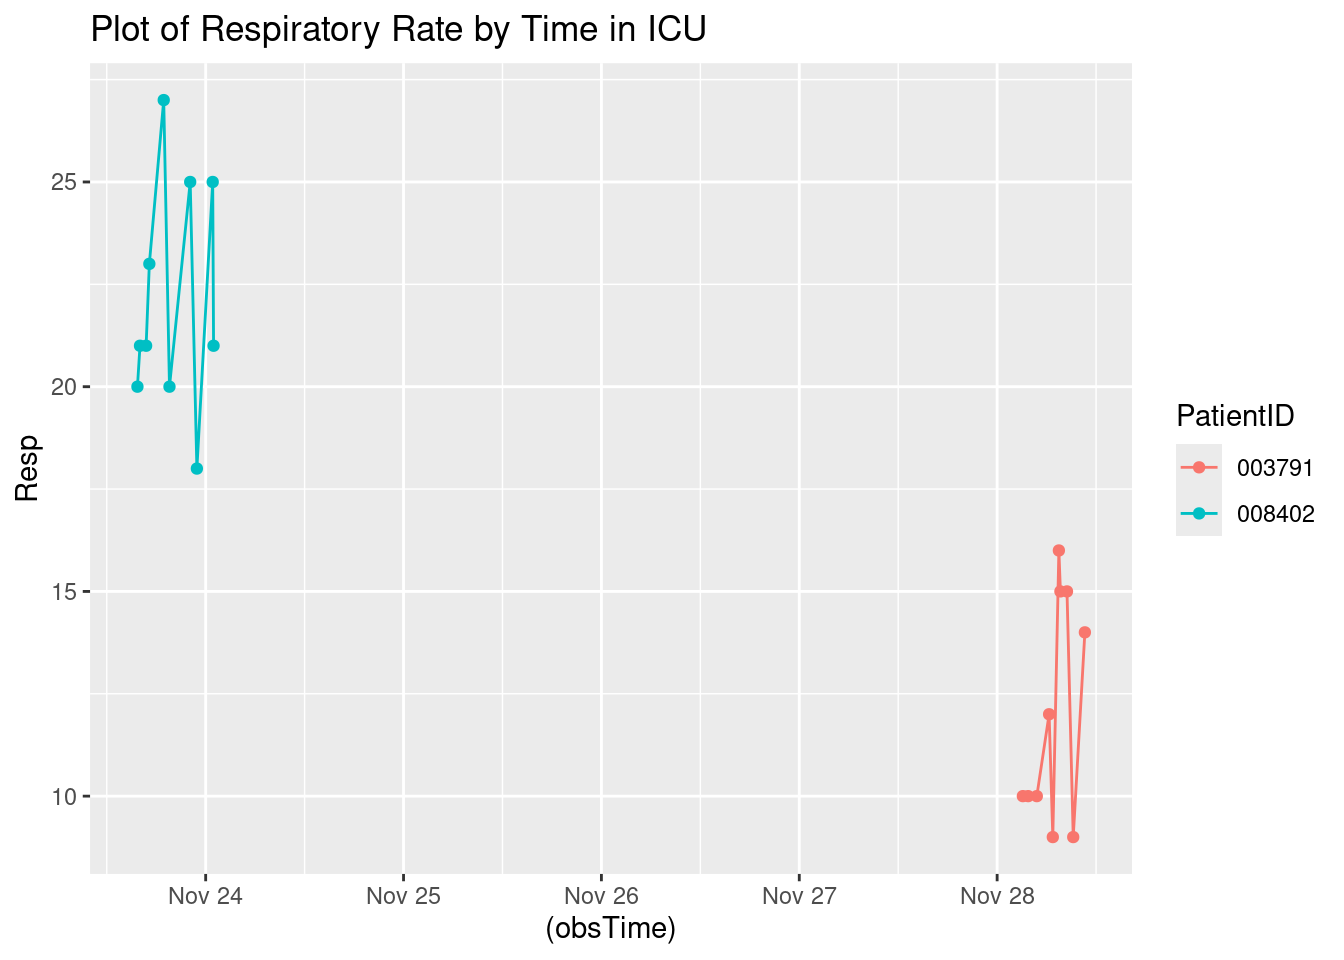 Plot of Respiratory Rate by Time in ICU
25
20
15
10
Resp
Nov 24
Nov 25
Nov 26
Nov 27
Nov 28
(obsTime)
PatientID
003791
008402